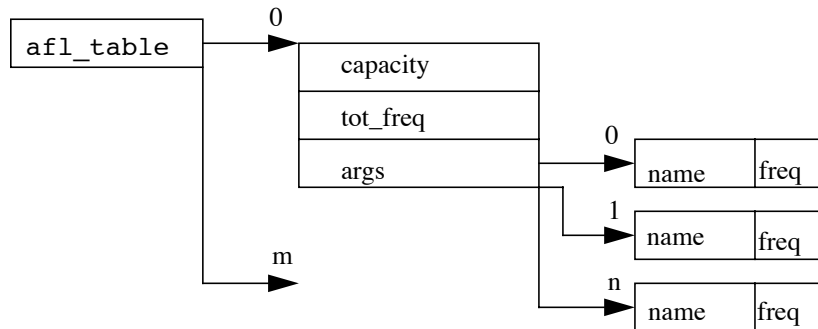 0
afl_table
capacity
tot_freq
0
args
name freq
1
name freq
m
n
name freq